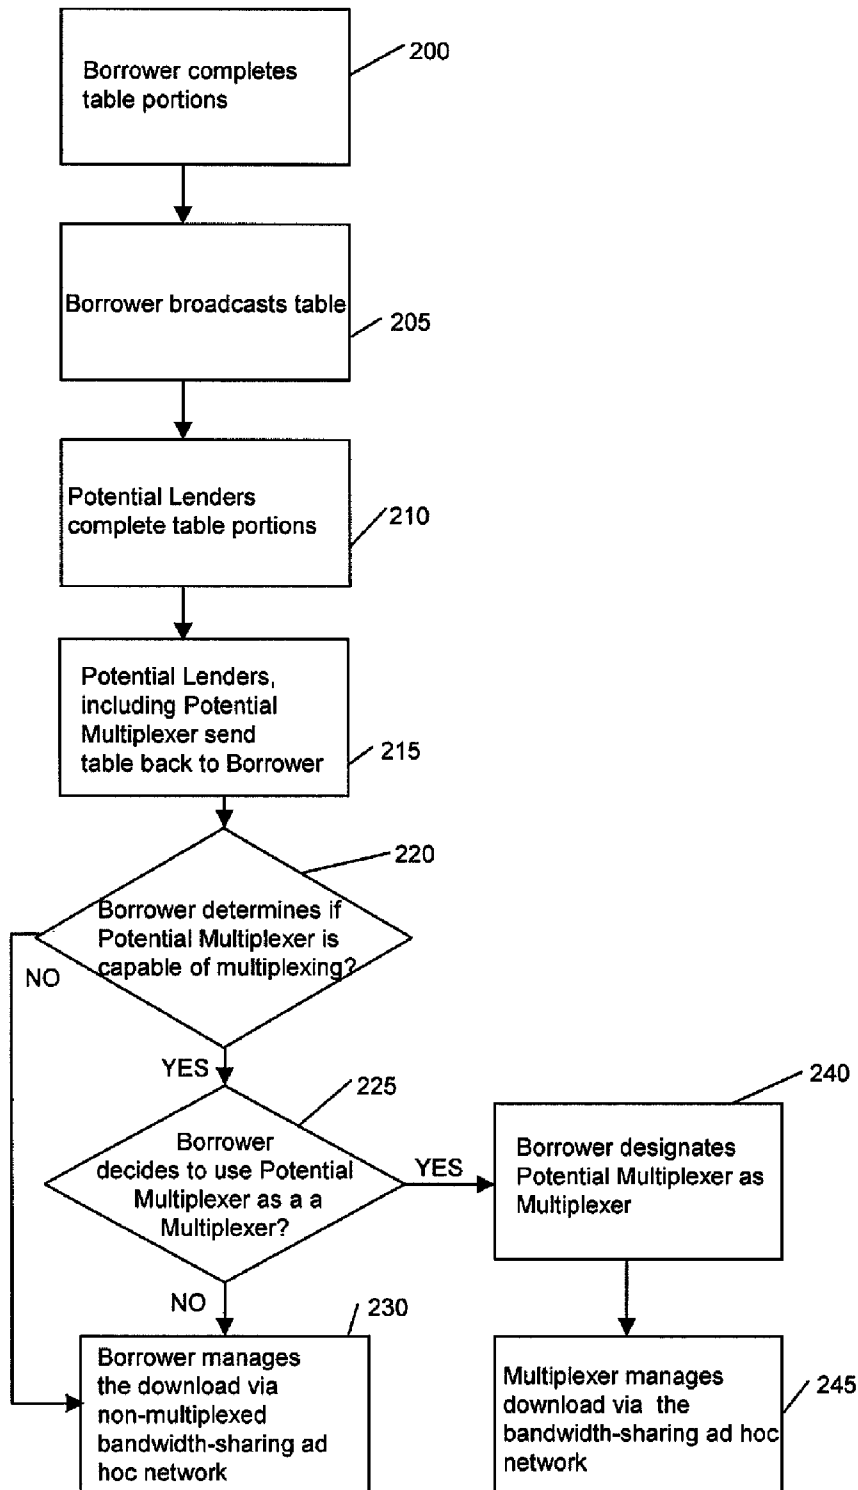 Borrower completes
table portions
200
Borrower broadcasts table
205
Potential Lenders
complete table portions
210
Potential Lenders,
including Potential
Multiplexer send
table back to Borrower
215
220
Borrower determines if
Potential Multiplexer is
capable of multiplexing?
NO
YES
225
Borrower
decides to use Potential
Multiplexer as a a
Multiplexer?
YES
240
Borrower designates
Potential Multiplexer as
Multiplexer
NO
230
Borrower manages
the download via
non-multiplexed
bandwidth-sharing ad
hoc network
Multiplexer manages
download via the
bandwidth-sharing ad hoc
network
245